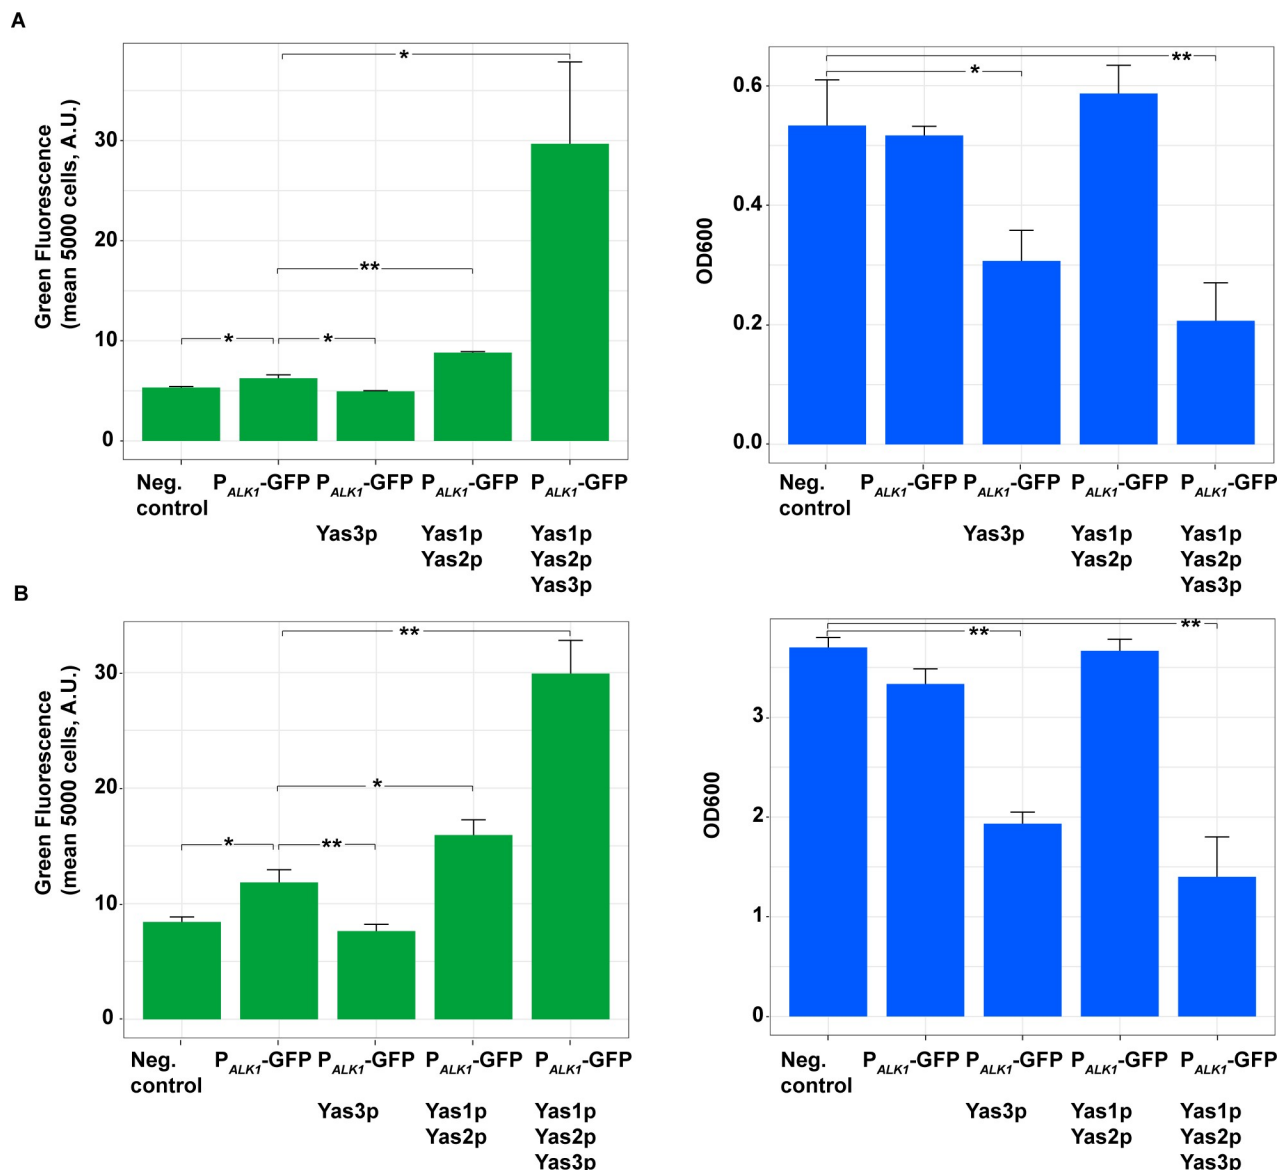 A
Green Fluorescence
(mean 5000 cells, A.U.)
30
20
10
0
*
**
*
*
Neg.
control
PALK1-GFP
PALK1-GFP
Yas3p
PALK1-GFP
Yas1p
Yas2p
PALK1-GFP
Yas1p
Yas2p
Yas3p
OD600
0.6
0.4
0.2
0.0
**
*
Neg.
control
PALK1-GFP
PALK1-GFP
Yas3p
PALK1-GFP
Yas1p
Yas2p
PALK1-GFP
Yas1p
Yas2p
Yas3p
B
Green Fluorescence
(mean 5000 cells, A.U.)
30
20
10
0
**
*
*
**
Neg.
control
PALK1-GFP
PALK1-GFP
Yas3p
PALK1-GFP
Yas1p
Yas2p
PALK1-GFP
Yas1p
Yas2p
Yas3p
OD600
3
2
1
0
**
**
Neg.
control
PALK1-GFP
PALK1-GFP
Yas3p
PALK1-GFP
Yas1p
Yas2p
PALK1-GFP
Yas1p
Yas2p
Yas3p